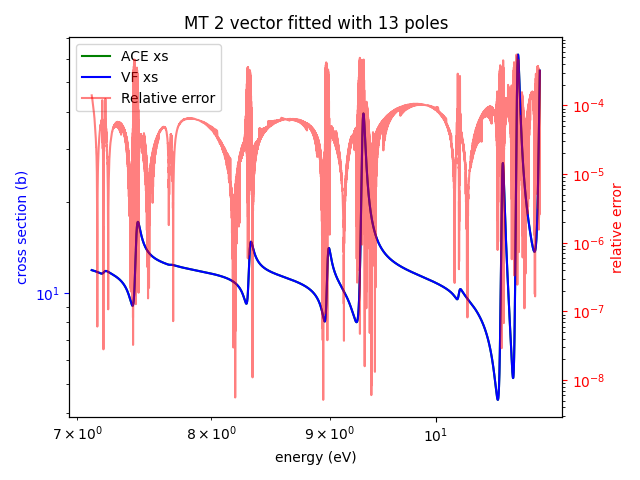 MT 2 vector fitted with 13 poles
ACE xs
VF xs
Relative error
cross section (b)
10¹
10⁻⁴
10⁻⁵
10⁻⁶
10⁻⁷
10⁻⁸
relative error
7 × 10⁰
8 × 10⁰
9 × 10⁰
10¹
energy (eV)